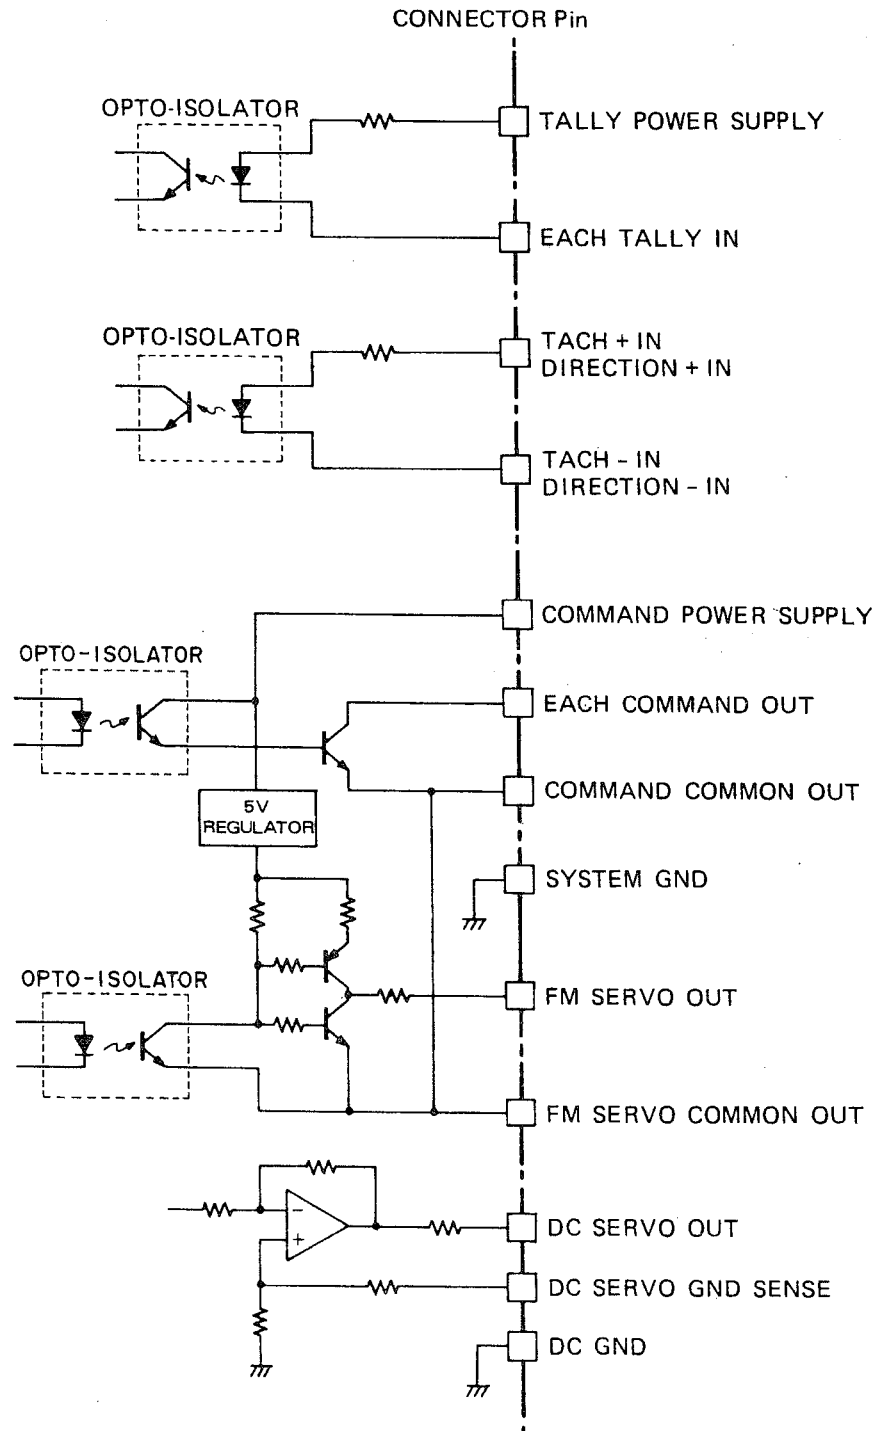 CONNECTOR Pin
OPTO-ISOLATOR
TALLY POWER SUPPLY
EACH TALLY IN
OPTO-ISOLATOR
TACH + IN
DIRECTION + IN
TACH - IN
DIRECTION - IN
COMMAND POWER SUPPLY
OPTO-ISOLATOR
EACH COMMAND OUT
5V
REGULATOR
COMMAND COMMON OUT
SYSTEM GND
OPTO-ISOLATOR
FM SERVO OUT
FM SERVO COMMON OUT
-
+
DC SERVO OUT
DC SERVO GND SENSE
DC GND